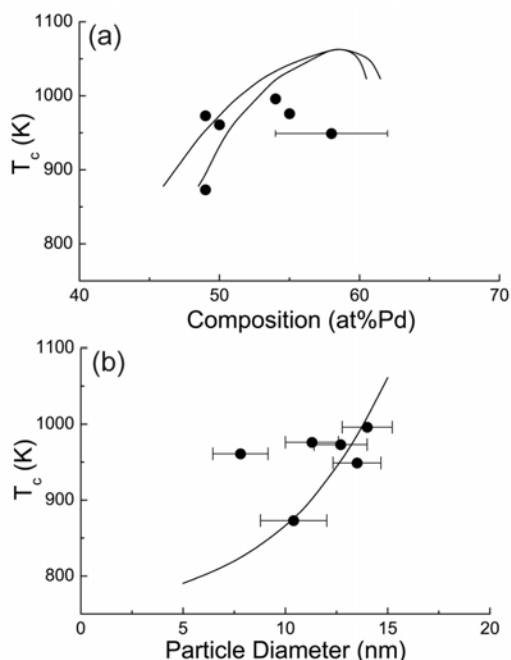 (a)
1100
1000
900
800
T_c (K)
40 50 60 70
Composition (at%Pd)
(b)
1100
1000
900
800
T_c (K)
0 5 10 15 20
Particle Diameter (nm)